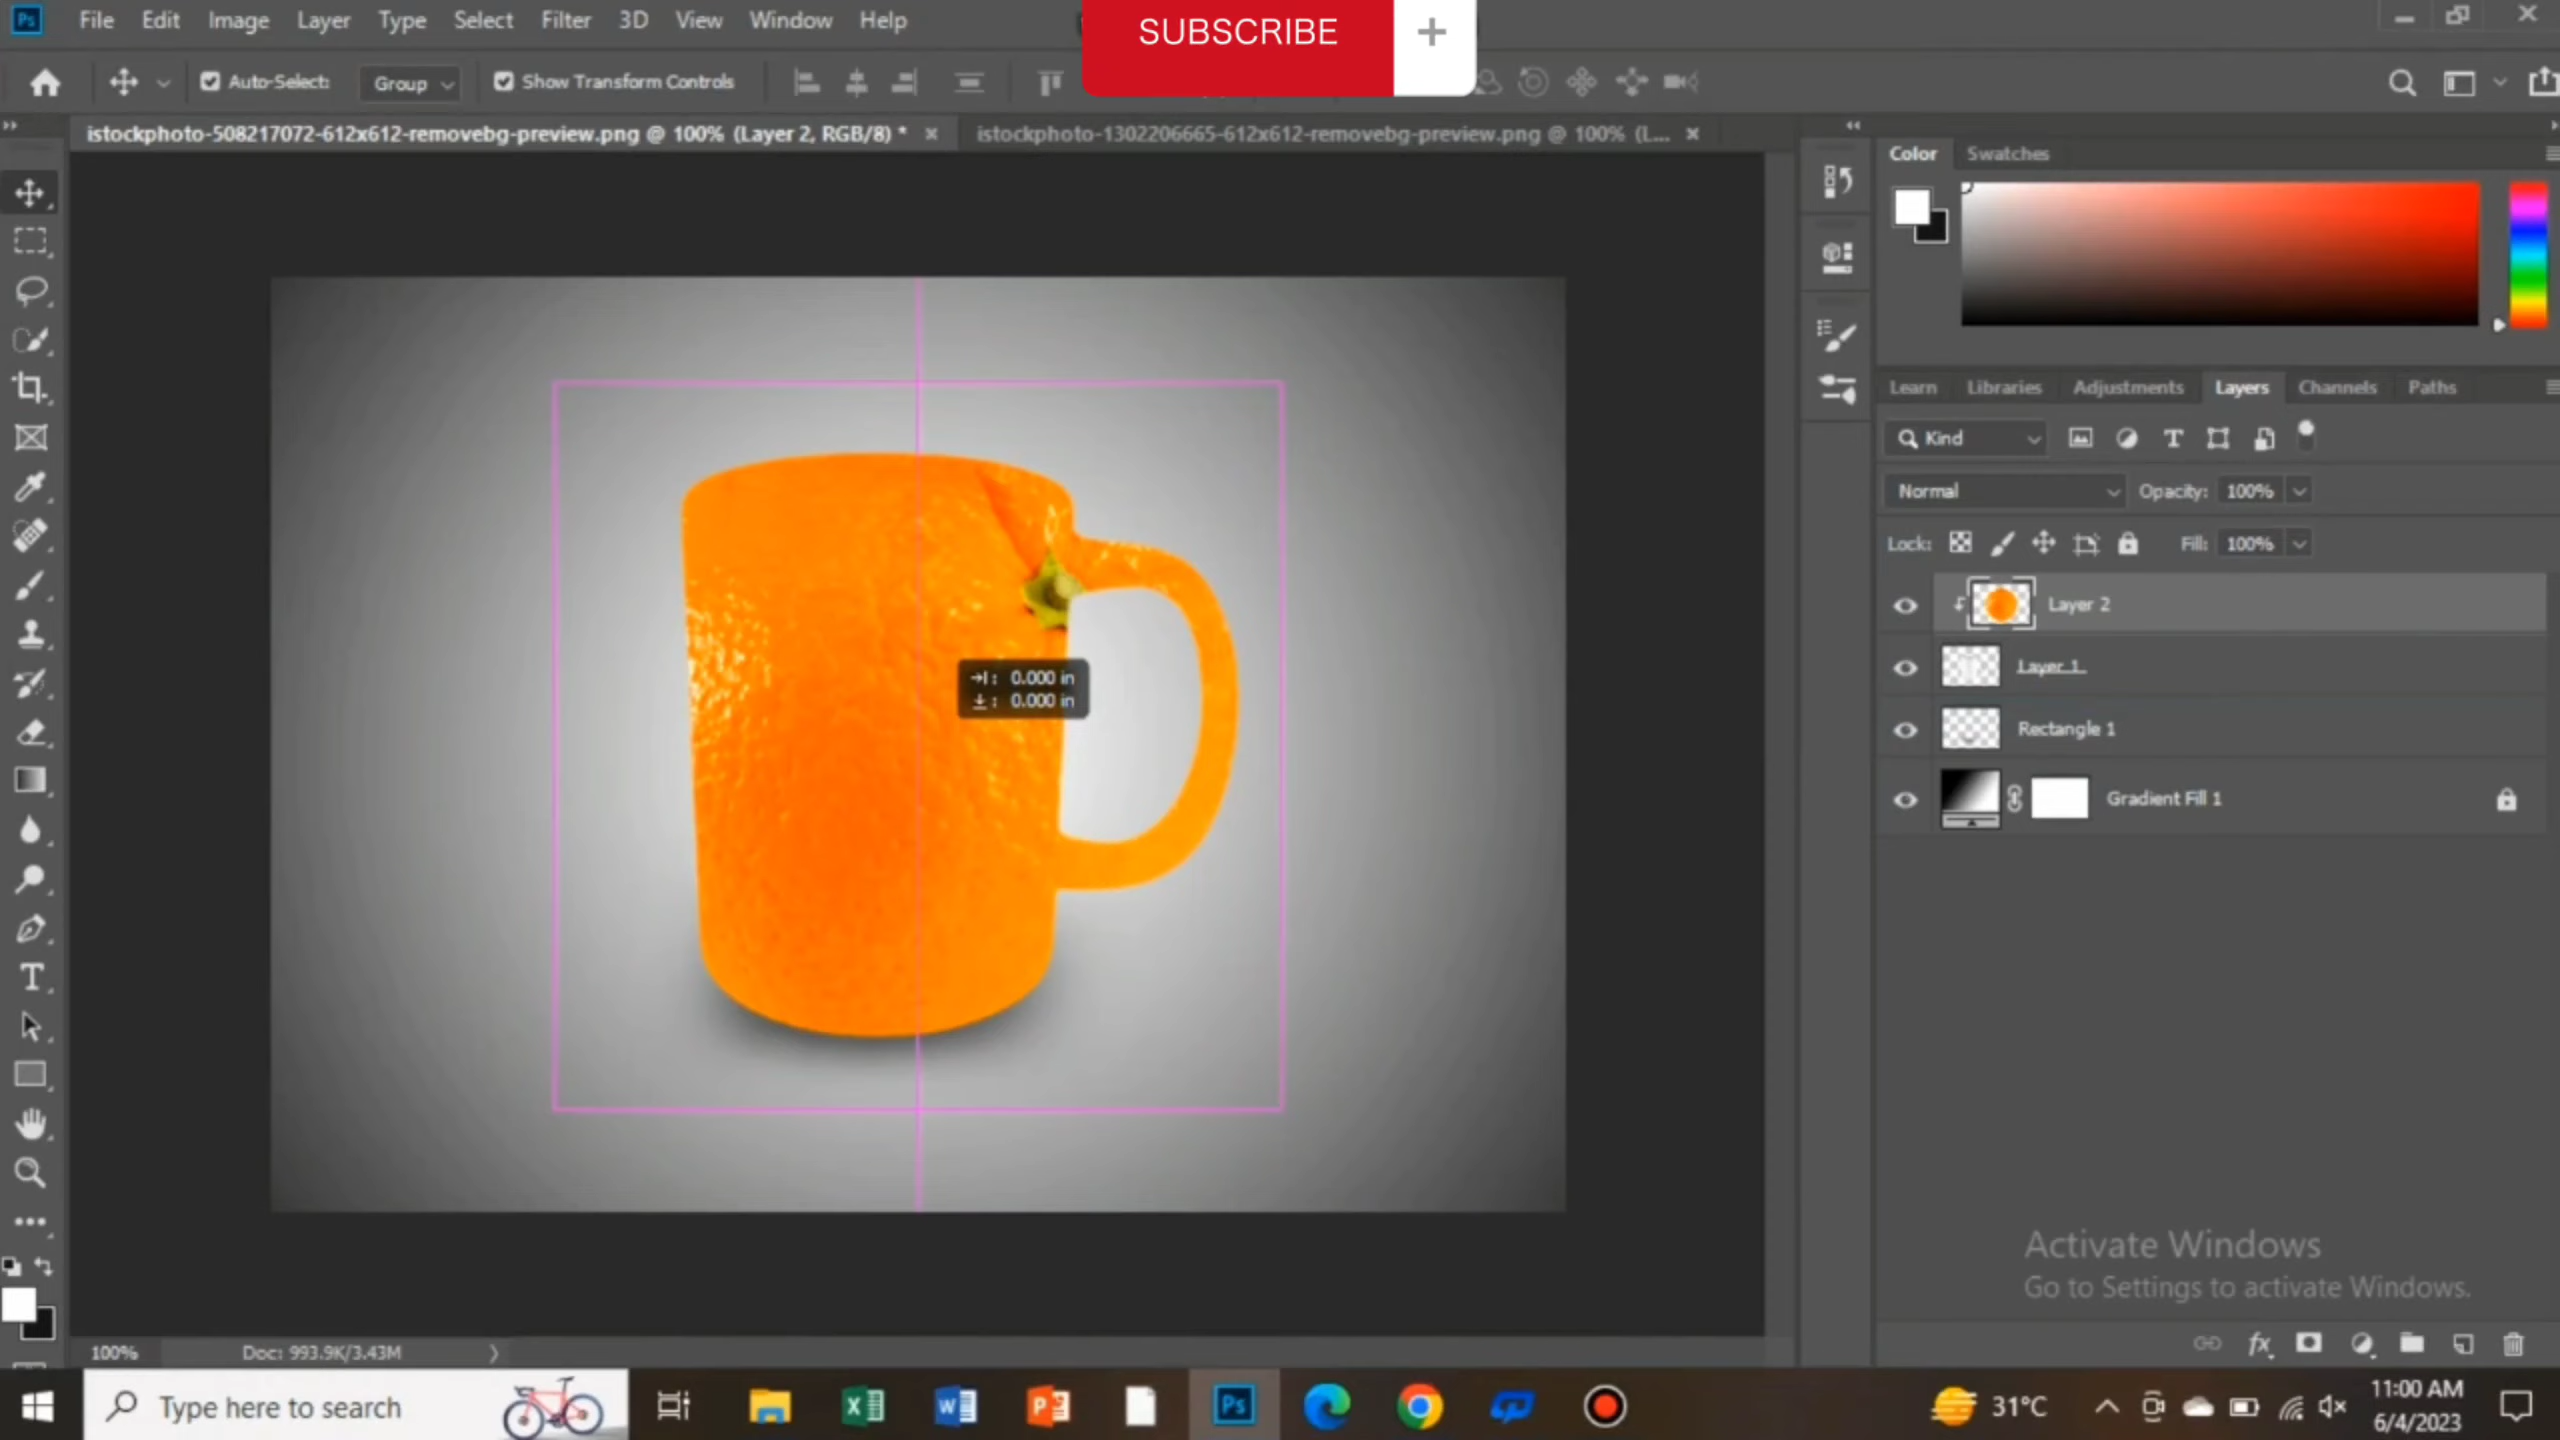 Ps File Edit Image Layer Type Select Filter 3D View Window Help
SUBSCRIBE +
Auto-Select: Group Show Transform Controls
istockphoto-508217072-612x612-removebg-preview.png @ 100% (Layer 2, RGB/8) * × istockphoto-1302206665-612x612-removebg-preview.png @ 100% (L... ×
Color Swatches
Learn Libraries Adjustments Layers Channels Paths
Kind
Normal Opacity: 100%
Lock: Fill: 100%
Layer 2
Layer 1
Rectangle 1
Gradient Fill 1
0.000 in
0.000 in
T
Activate Windows
Go to Settings to activate Windows.
100% Doc: 993.9K/3.43M
fx
Type here to search
X W P Ps
31°C
11:00 AM
6/4/2023